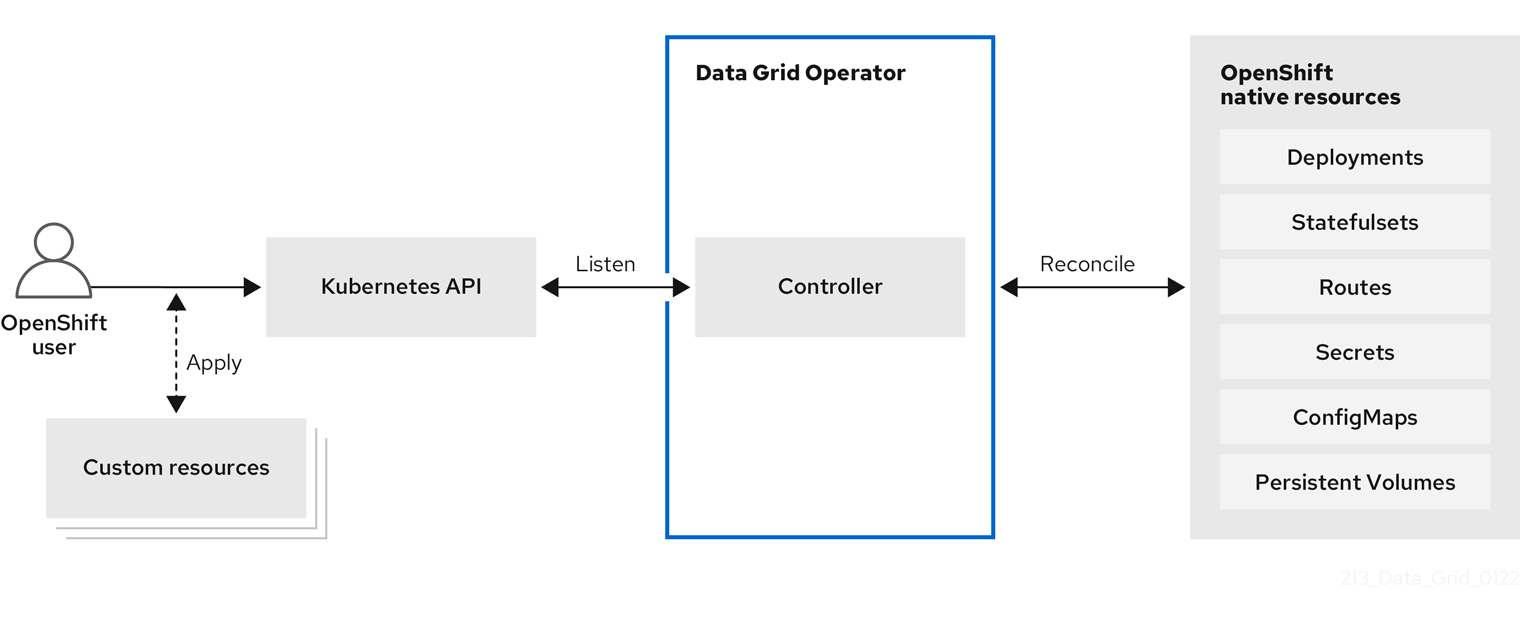 Data Grid Operator
OpenShift
native resources
Deployments
Statefulsets
Routes
Secrets
ConfigMaps
Persistent Volumes
OpenShift
user
Apply
Custom resources
Kubernetes API
Listen
Controller
Reconcile
213_Data_Grid_0122